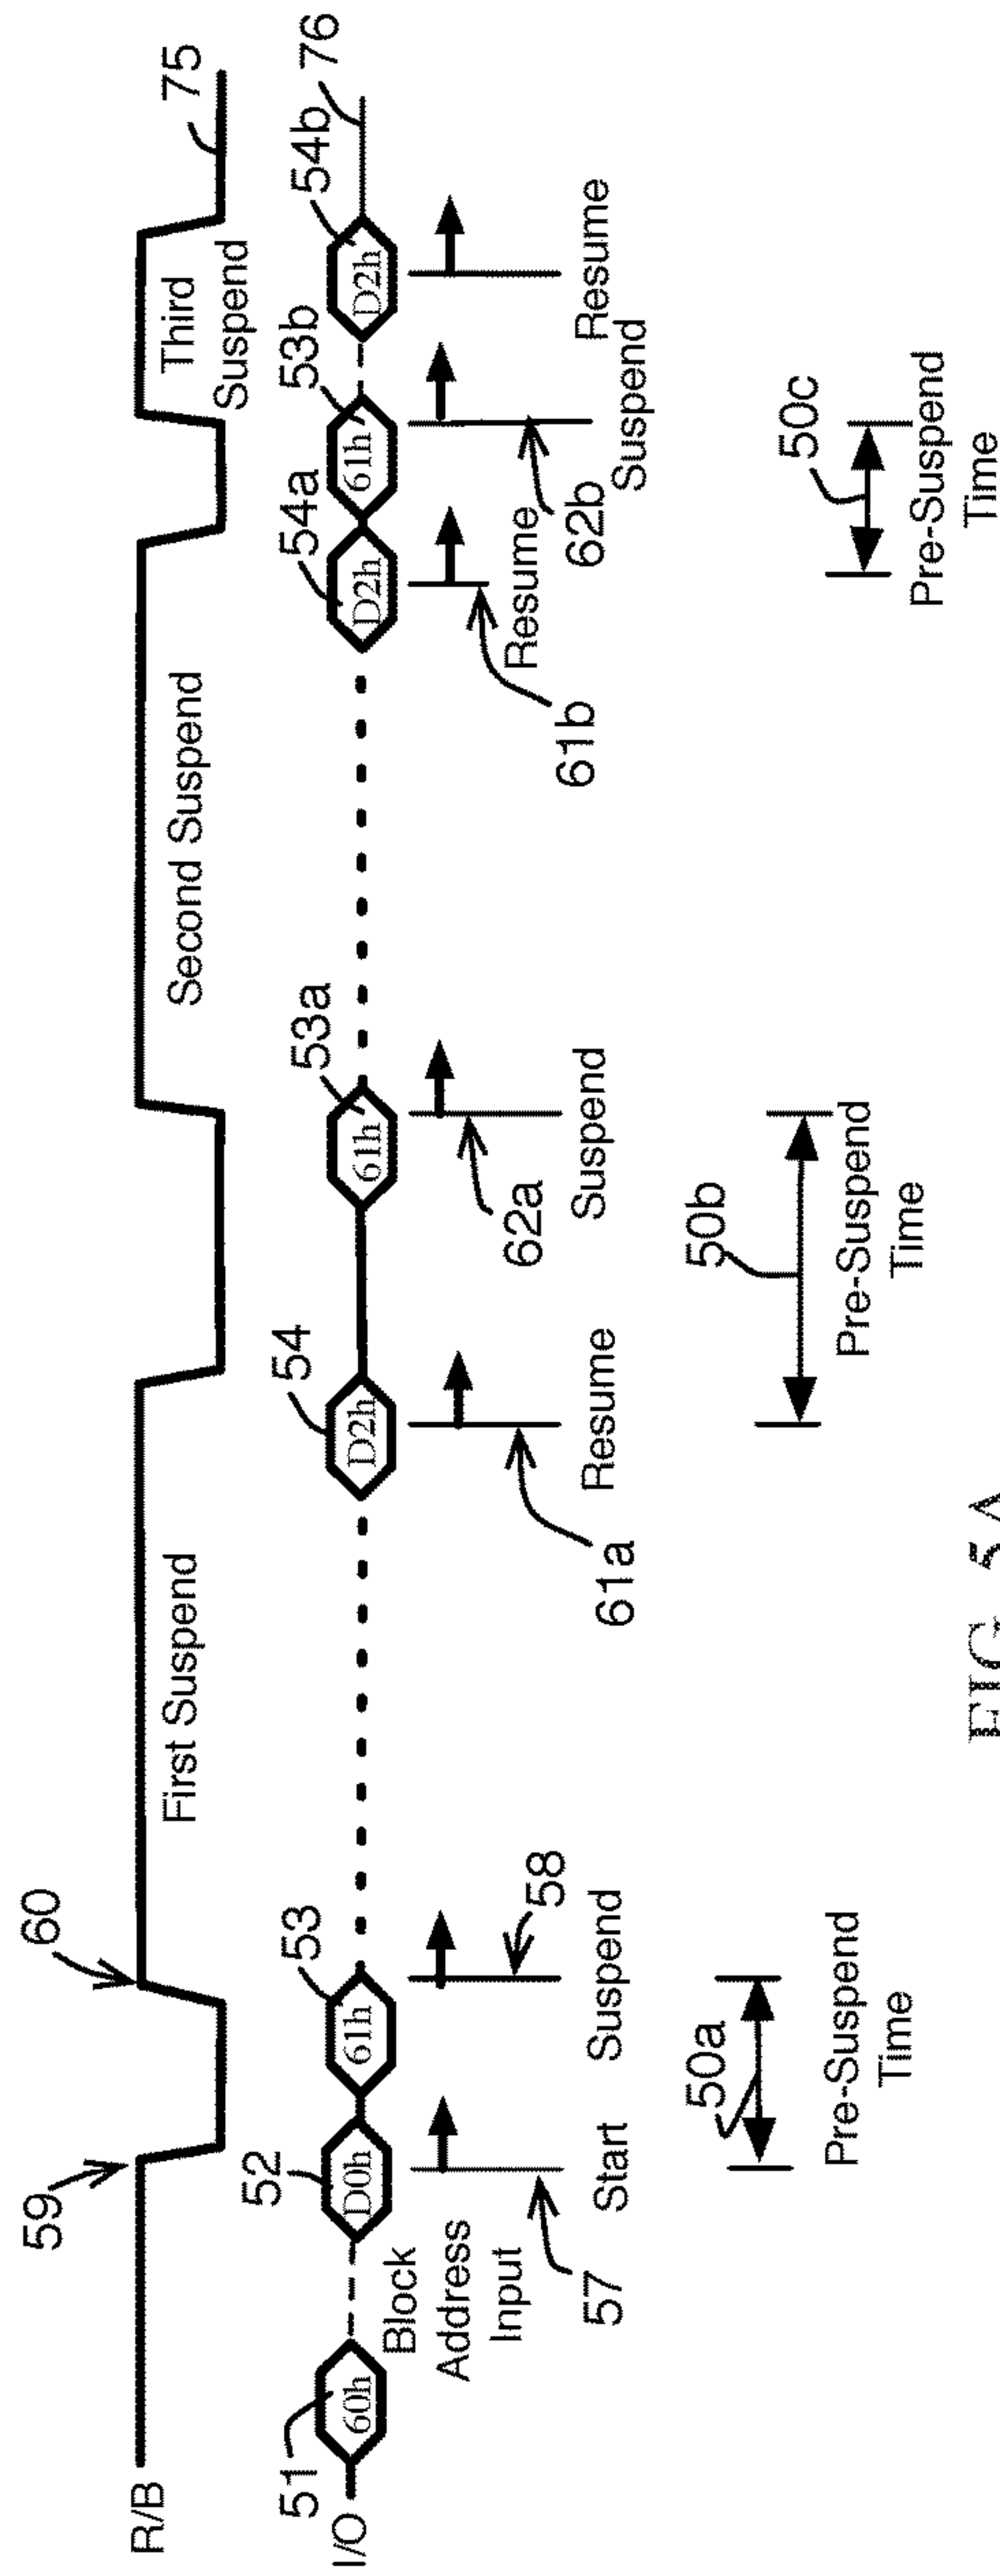 R/B
59
60
First Suspend
Second Suspend
Third
Suspend
75
I/O
51
60h
Block
Address
Input
52
D0h
53
61h
54
D2h
53a
61h
54a
D2h
53b
61h
54b
D2h
76
57
Start
58
Suspend
61a
Resume
62a
Suspend
61b
Resume
62b
Suspend
Resume
50a
Pre-Suspend
Time
50b
Pre-Suspend
Time
50c
Pre-Suspend
Time
FIG. 5A